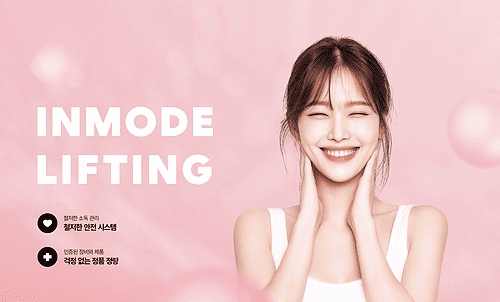 INMODE
LIFTING
철저한 소독 관리
철저한 안전 시스템
인증된 장비와 제품
걱정 없는 정품 정량